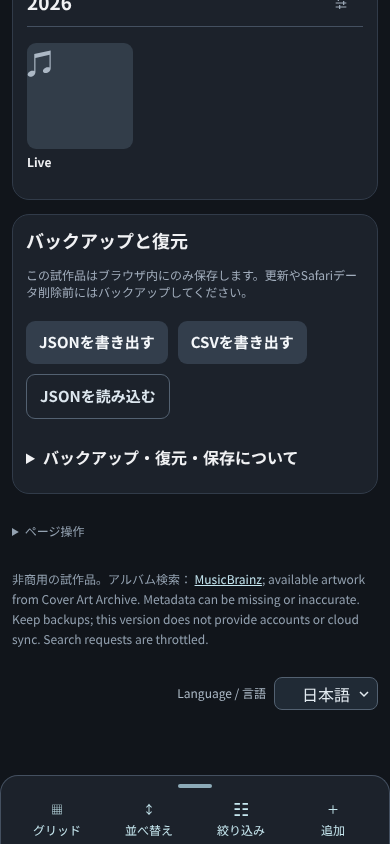 2026
Live
バックアップと復元
この試作品はブラウザ内にのみ保存します。更新やSafariデー
タ削除前にはバックアップしてください。
JSONを書き出す
CSVを書き出す
JSONを読み込む
バックアップ・復元・保存について
ページ操作
非商用の試作品。アルバム検索： MusicBrainz; available artwork
from Cover Art Archive. Metadata can be missing or inaccurate.
Keep backups; this version does not provide accounts or cloud
sync. Search requests are throttled.
Language / 言語
日本語
グリッド
並べ替え
絞り込み
追加